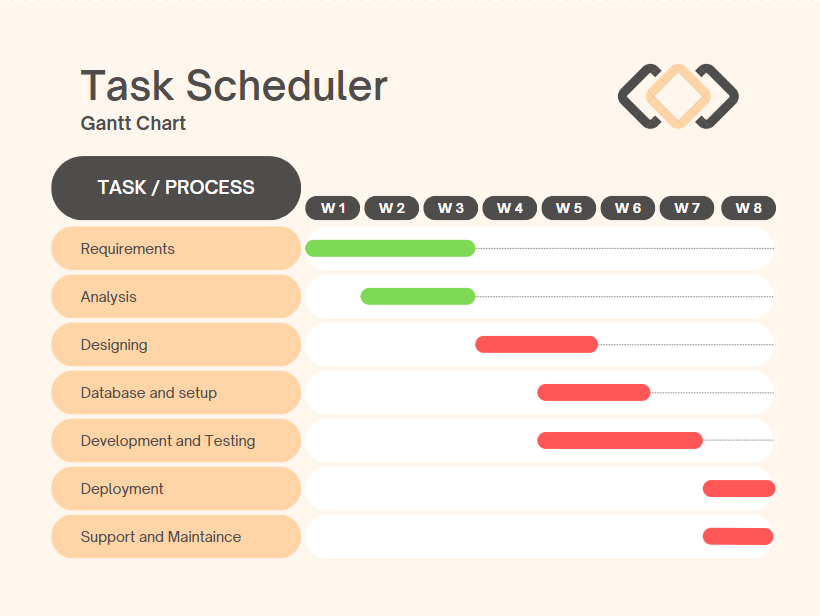 Task Scheduler
Gantt Chart
TASK / PROCESS
W 1 W 2 W 3 W 4 W 5 W 6 W 7 W 8
Requirements
Analysis
Designing
Database and setup
Development and Testing
Deployment
Support and Maintaince